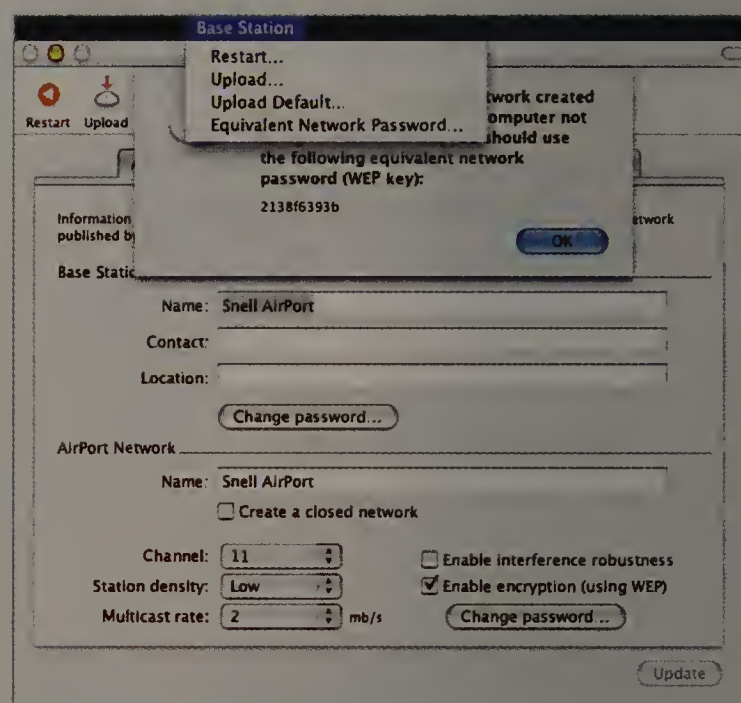 Base Station
Restart...
Upload...
Upload Default...
Equivalent Network Password...
Restart Upload
twork created
omputer not
should use
the following equivalent network
password (WEP key):
2138f6393b
OK
Information
etwork
published by
Base Static
Name: Snell AirPort
Contact:
Location:
Change password...
AirPort Network
Name: Snell AirPort
Create a closed network
Channel: 11
Enable interference robustness
Station density: Low
Enable encryption (using WEP)
Multicast rate: 2 mb/s
Change password...
Update